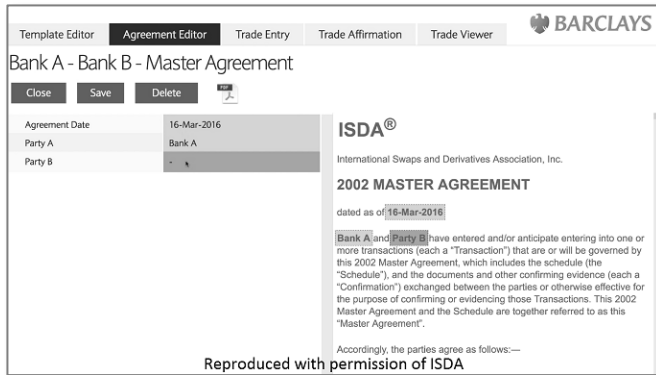 BARCLAYS
Template Editor Agreement Editor Trade Entry Trade Affirmation Trade Viewer
Bank A - Bank B - Master Agreement
Close Save Delete PDF
Agreement Date 16-Mar-2016
Party A Bank A
Party B -
ISDA®
International Swaps and Derivatives Association, Inc.
2002 MASTER AGREEMENT
dated as of 16-Mar-2016
Bank A and Party B have entered and/or anticipate entering into one or
more transactions (each a “Transaction”) that are or will be governed by
this 2002 Master Agreement, which includes the schedule (the
“Schedule”), and the documents and other confirming evidence (each a
“Confirmation”) exchanged between the parties or otherwise effective for
the purpose of confirming or evidencing those Transactions. This 2002
Master Agreement and the Schedule are together referred to as this
“Master Agreement”.
Accordingly, the parties agree as follows:—
Reproduced with permission of ISDA